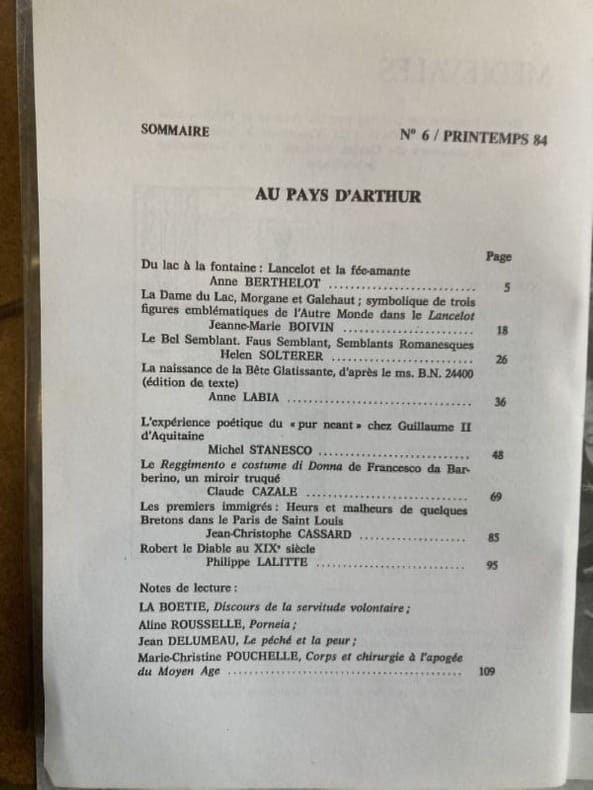 MEDIEVALES
SOMMAIRE
N° 6 / PRINTEMPS 84
AU PAYS D'ARTHUR
Page
Du lac à la fontaine : Lancelot et la fée-amante
Anne BERTHELOT ........................... 5
La Dame du Lac, Morgane et Galehaut ; symbolique de trois
figures emblématiques de l'Autre Monde dans le Lancelot
Jeanne-Marie BOIVIN ........................ 18
Le Bel Semblant. Faus Semblant, Semblants Romanesques
Helen SOLTERER ........................... 26
La naissance de la Bête Glatissante, d'après le ms. B.N. 24400
(édition de texte)
Anne LABIA .................................. 36
L'expérience poétique du « pur neant » chez Guillaume II
d'Aquitaine
Michel STANESCO ........................... 48
Le Reggimento e costume di Donna de Francesco da Bar-
berino, un miroir truqué
Claude CAZALE .............................. 69
Les premiers immigrés : Heurs et malheurs de quelques
Bretons dans le Paris de Saint Louis
Jean-Christophe CASSARD .................... 85
Robert le Diable au XIXe siècle
Philippe LALITTE ............................ 95
Notes de lecture :
LA BOETIE, Discours de la servitude volontaire ;
Aline ROUSSELLE, Porneia ;
Jean DELUMEAU, Le péché et la peur ;
Marie-Christine POUCHELLE, Corps et chirurgie à l'apogée
du Moyen Age ........................................ 109